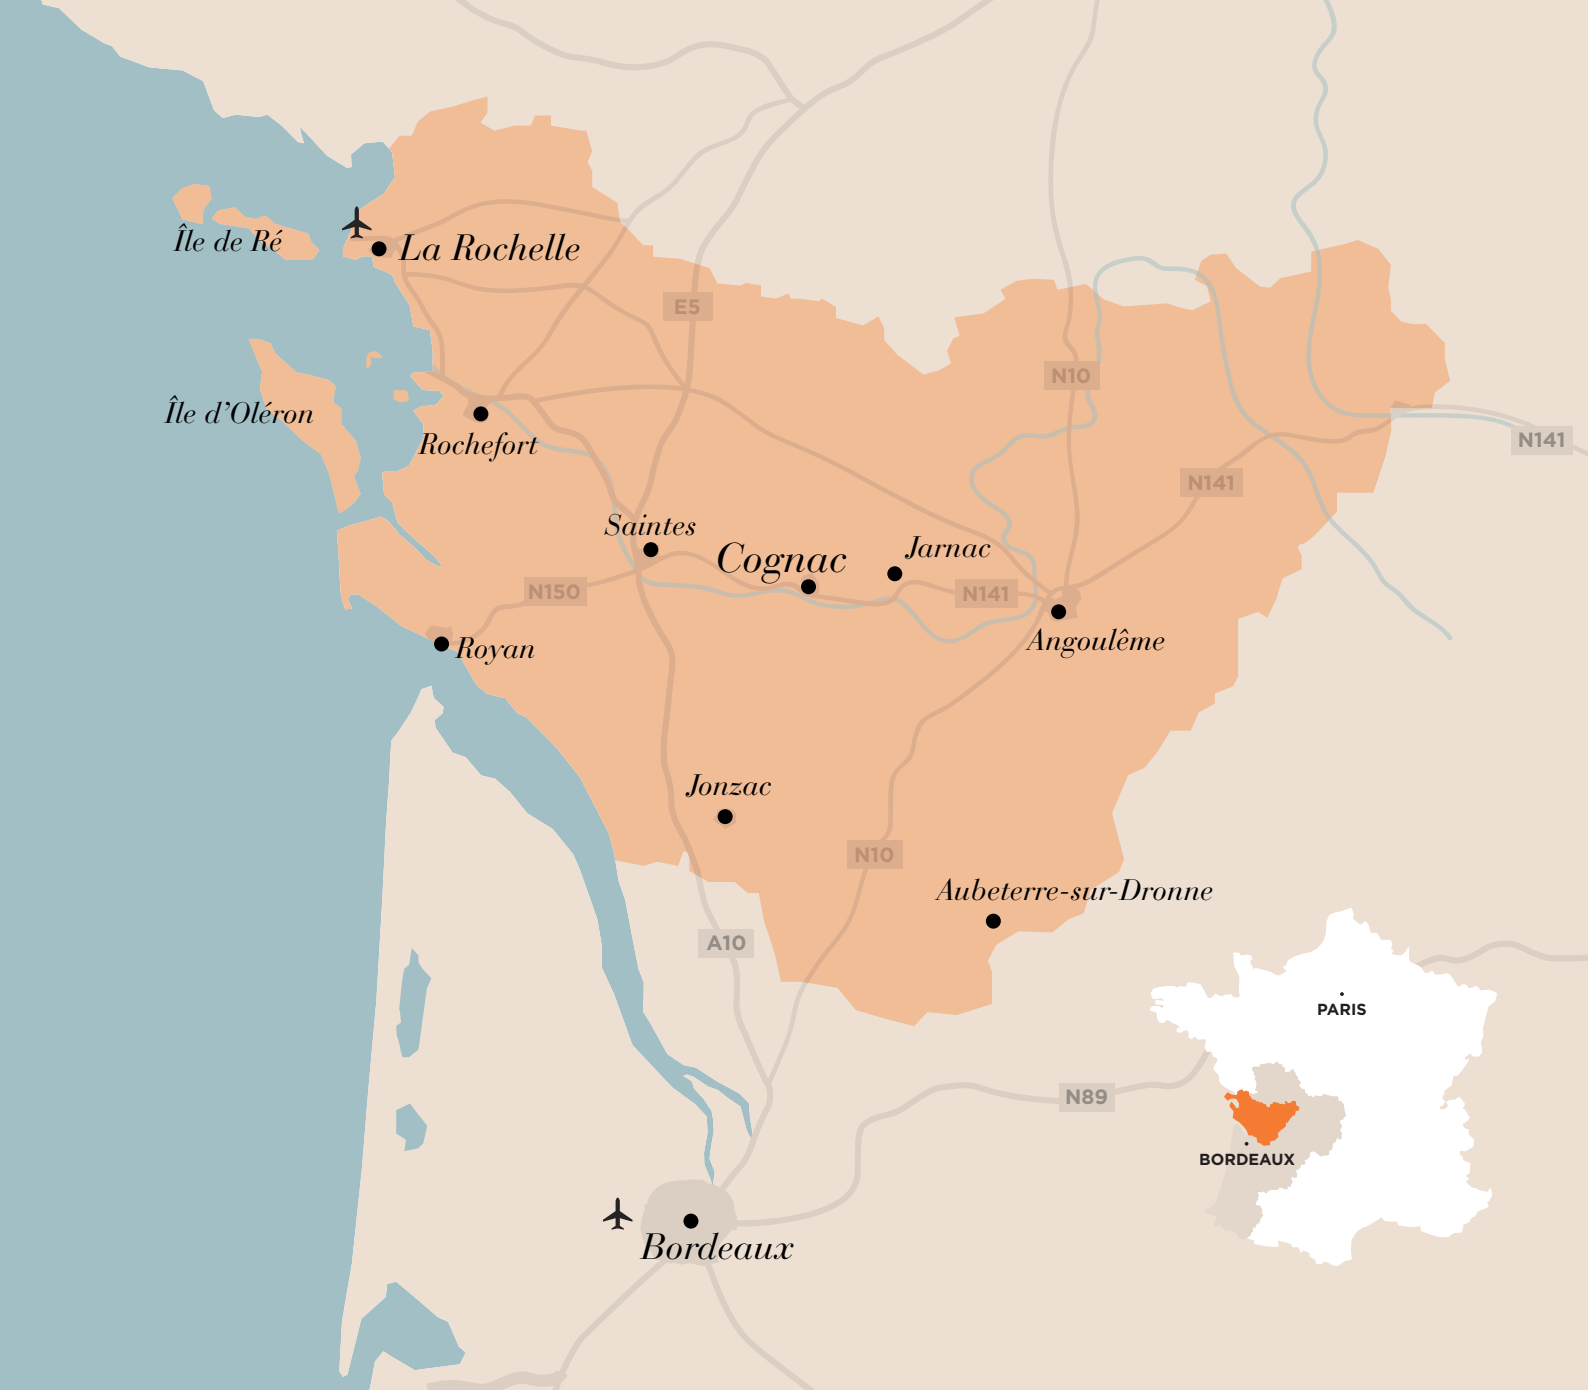 Île de Ré
La Rochelle
E5
N10
Île d'Oléron
Rochefort
N141
N141
Saintes
Cognac
Jarnac
N150
N141
Angoulême
Royan
Jonzac
N10
Aubeterre-sur-Dronne
A10
PARIS
N89
BORDEAUX
Bordeaux